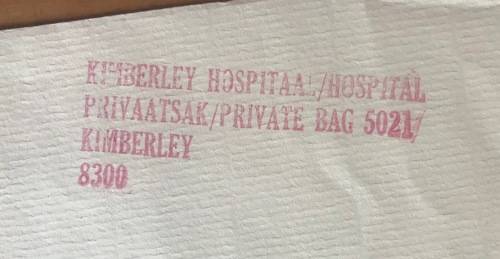 KIMBERLEY HOSPITAAL/HOSPITAL
PRIVAATSAK/PRIVATE BAG 5021/
KIMBERLEY
8300